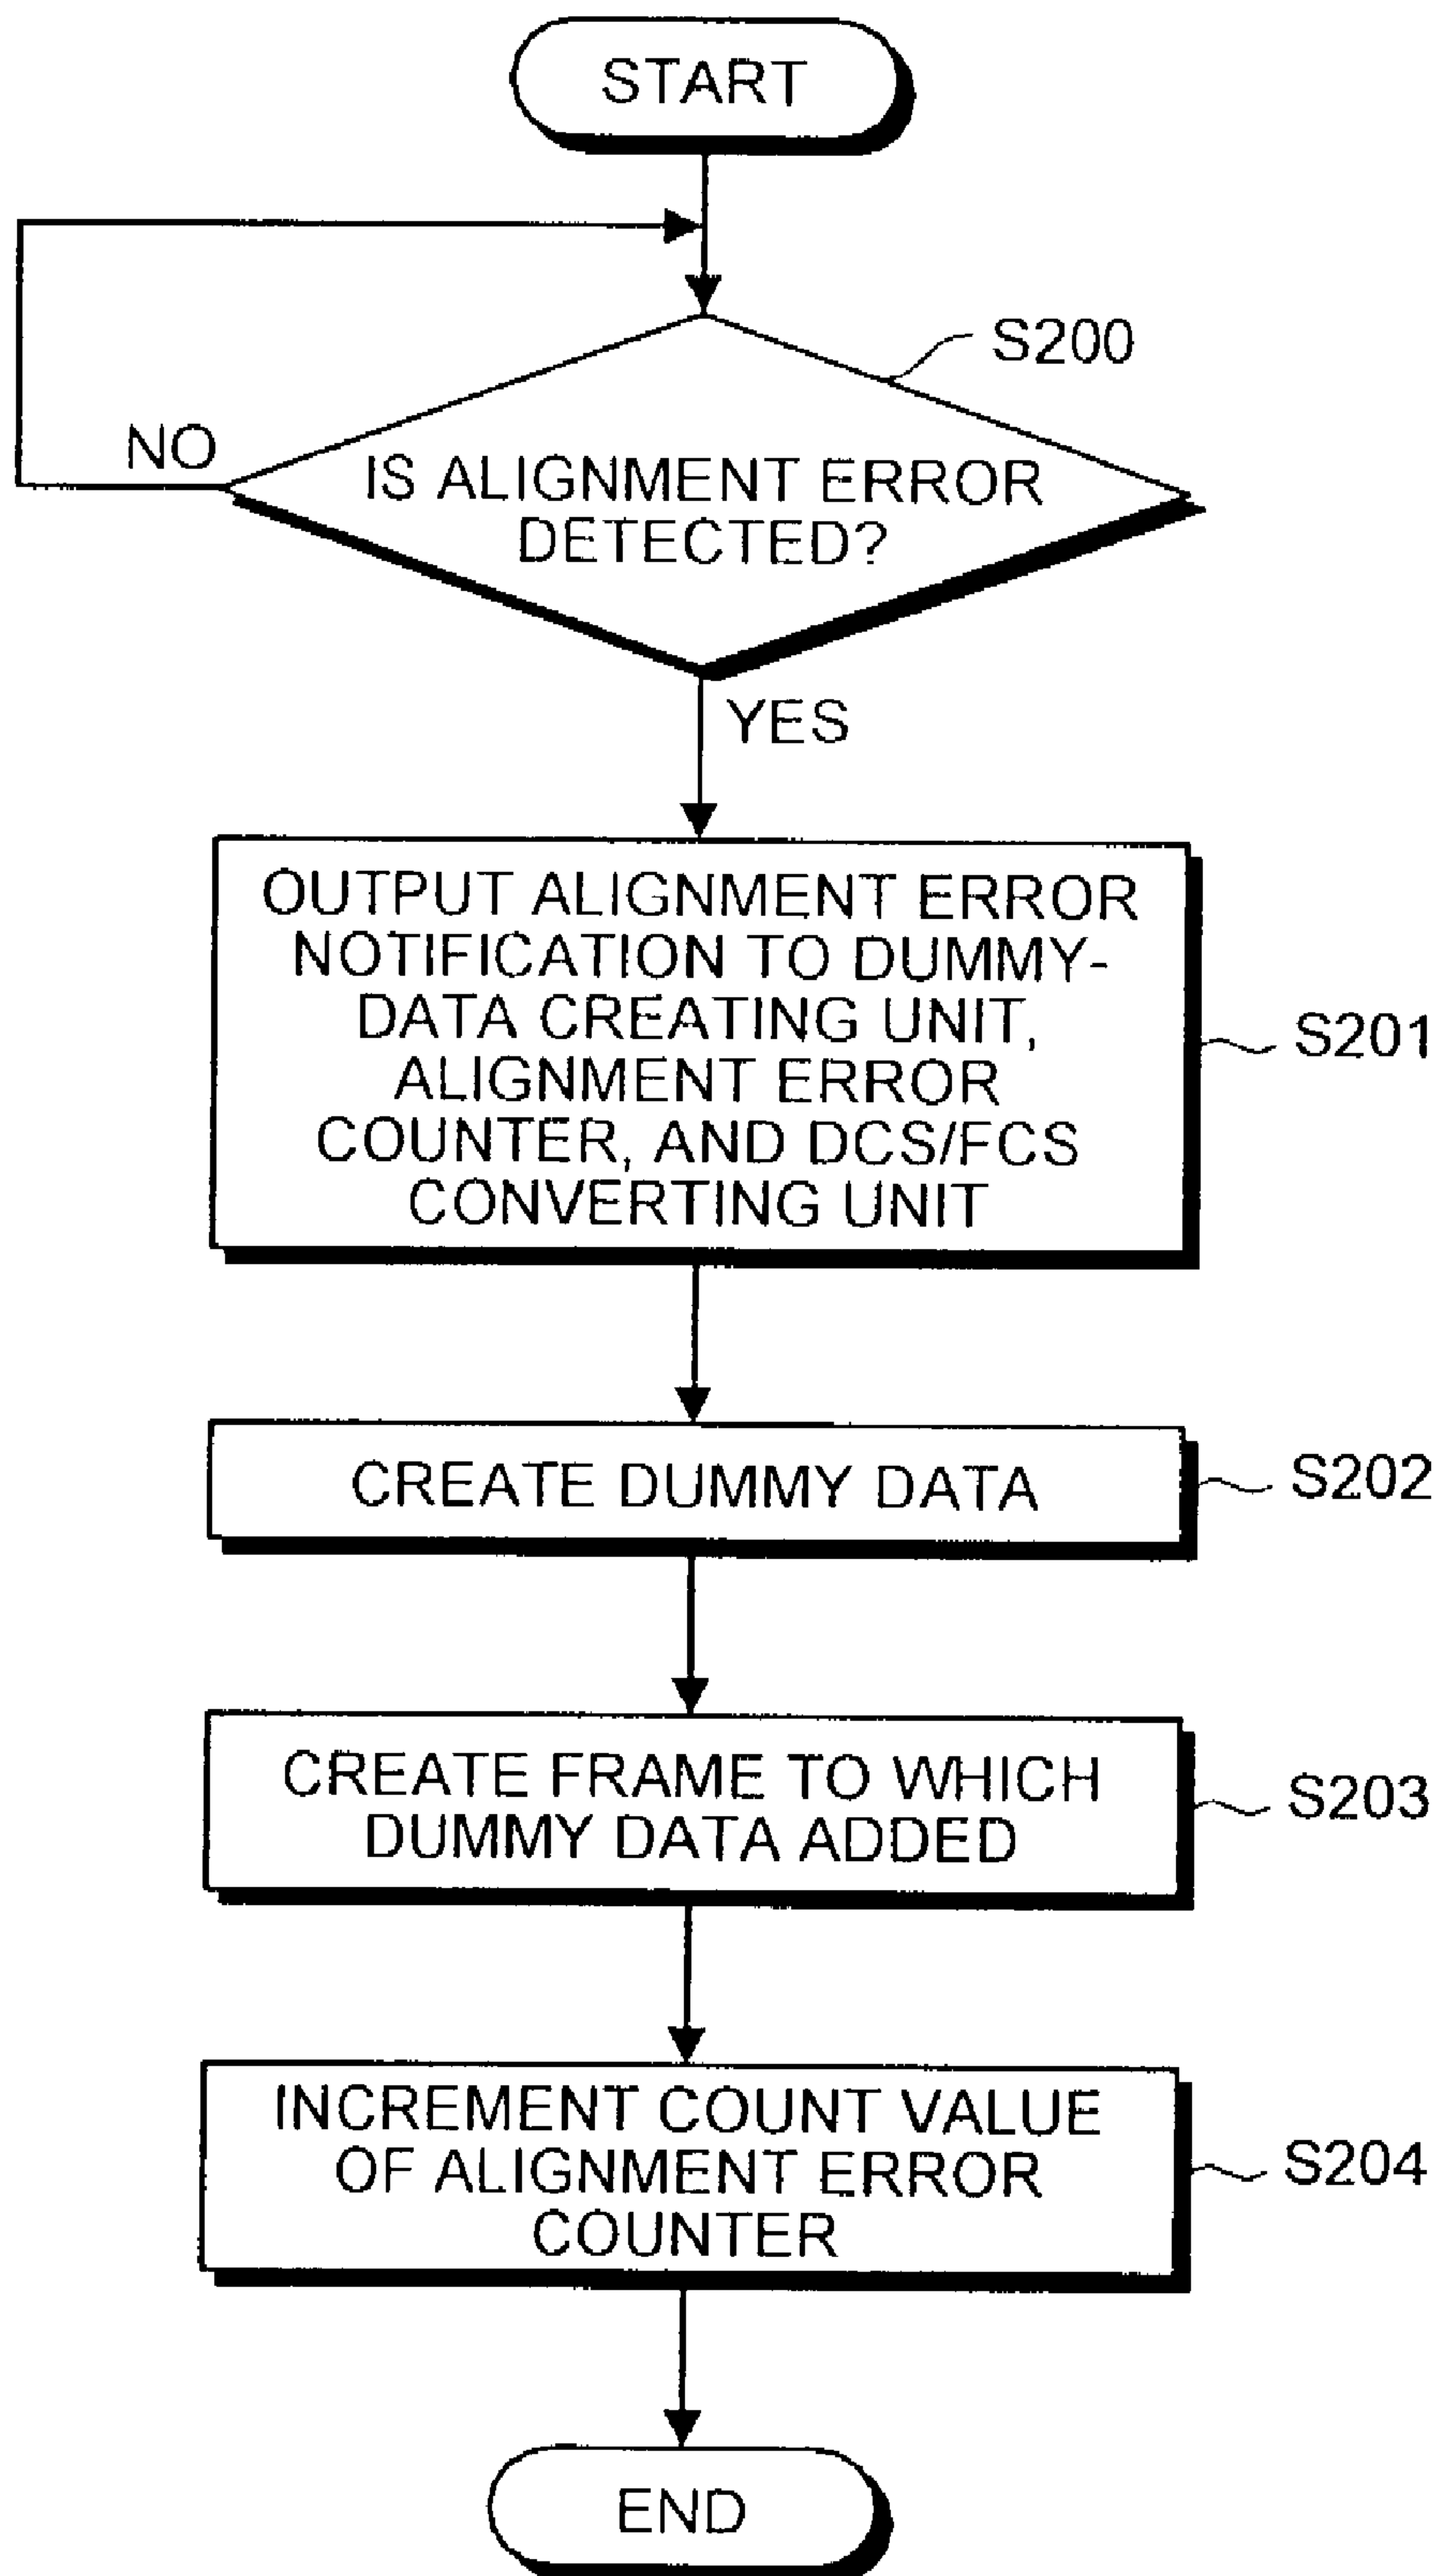 START
S200
NO
IS ALIGNMENT ERROR
DETECTED?
YES
OUTPUT ALIGNMENT ERROR
NOTIFICATION TO DUMMY-
DATA CREATING UNIT,
ALIGNMENT ERROR
COUNTER, AND DCS/FCS
CONVERTING UNIT
S201
CREATE DUMMY DATA
S202
CREATE FRAME TO WHICH
DUMMY DATA ADDED
S203
INCREMENT COUNT VALUE
OF ALIGNMENT ERROR
COUNTER
S204
END